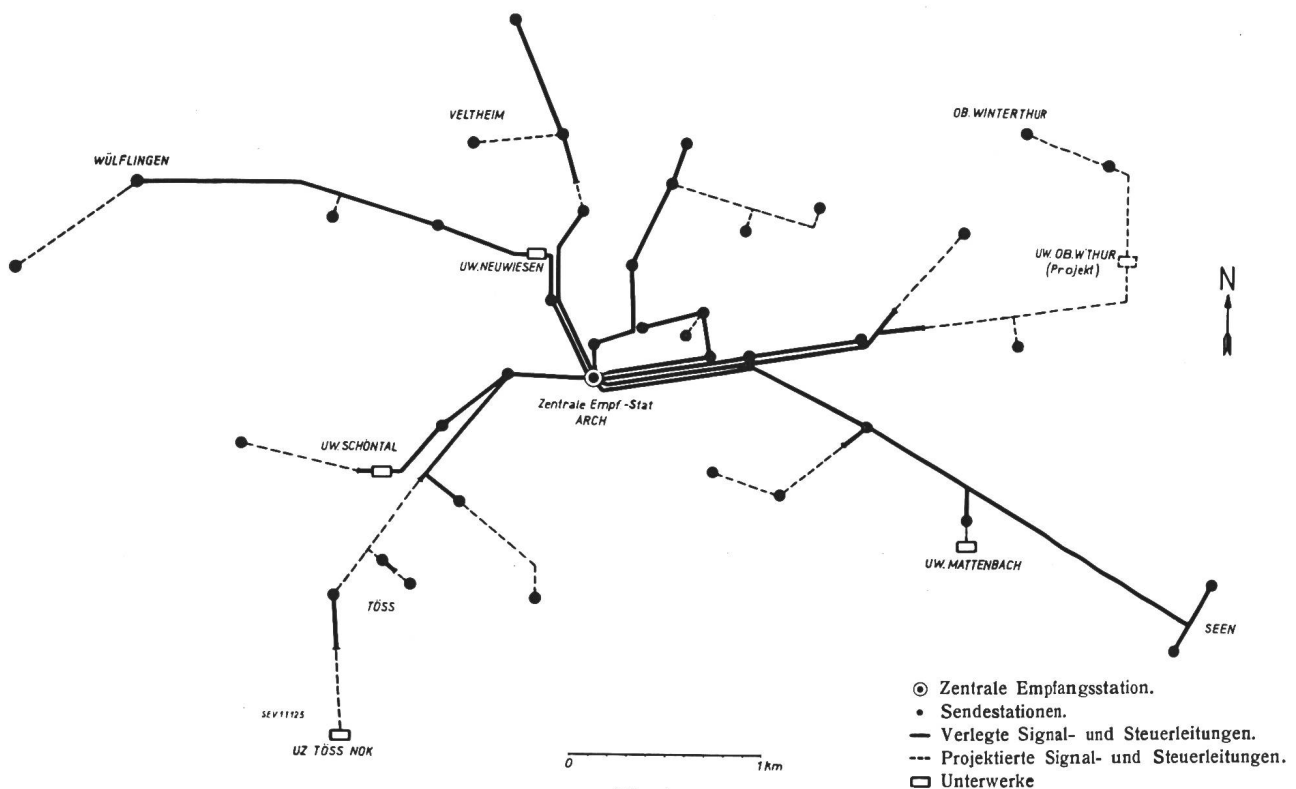 VELTHEIM
OB. WINTERTHUR
WÜLFLINGEN
UW. NEUWIESEN
UW. OB. W'THUR
(Projekt)
N
Zentrale Empf.-Stat
ARCH
UW. SCHÖNTAL
UW. MATTENBACH
TÖSS
SEEN
SEV11125
UZ TÖSS NOK
0 1 km
Zentrale Empfangsstation.
Sendestationen.
Verlegte Signal- und Steuerleitungen.
Projektierte Signal- und Steuerleitungen.
Unterwerke